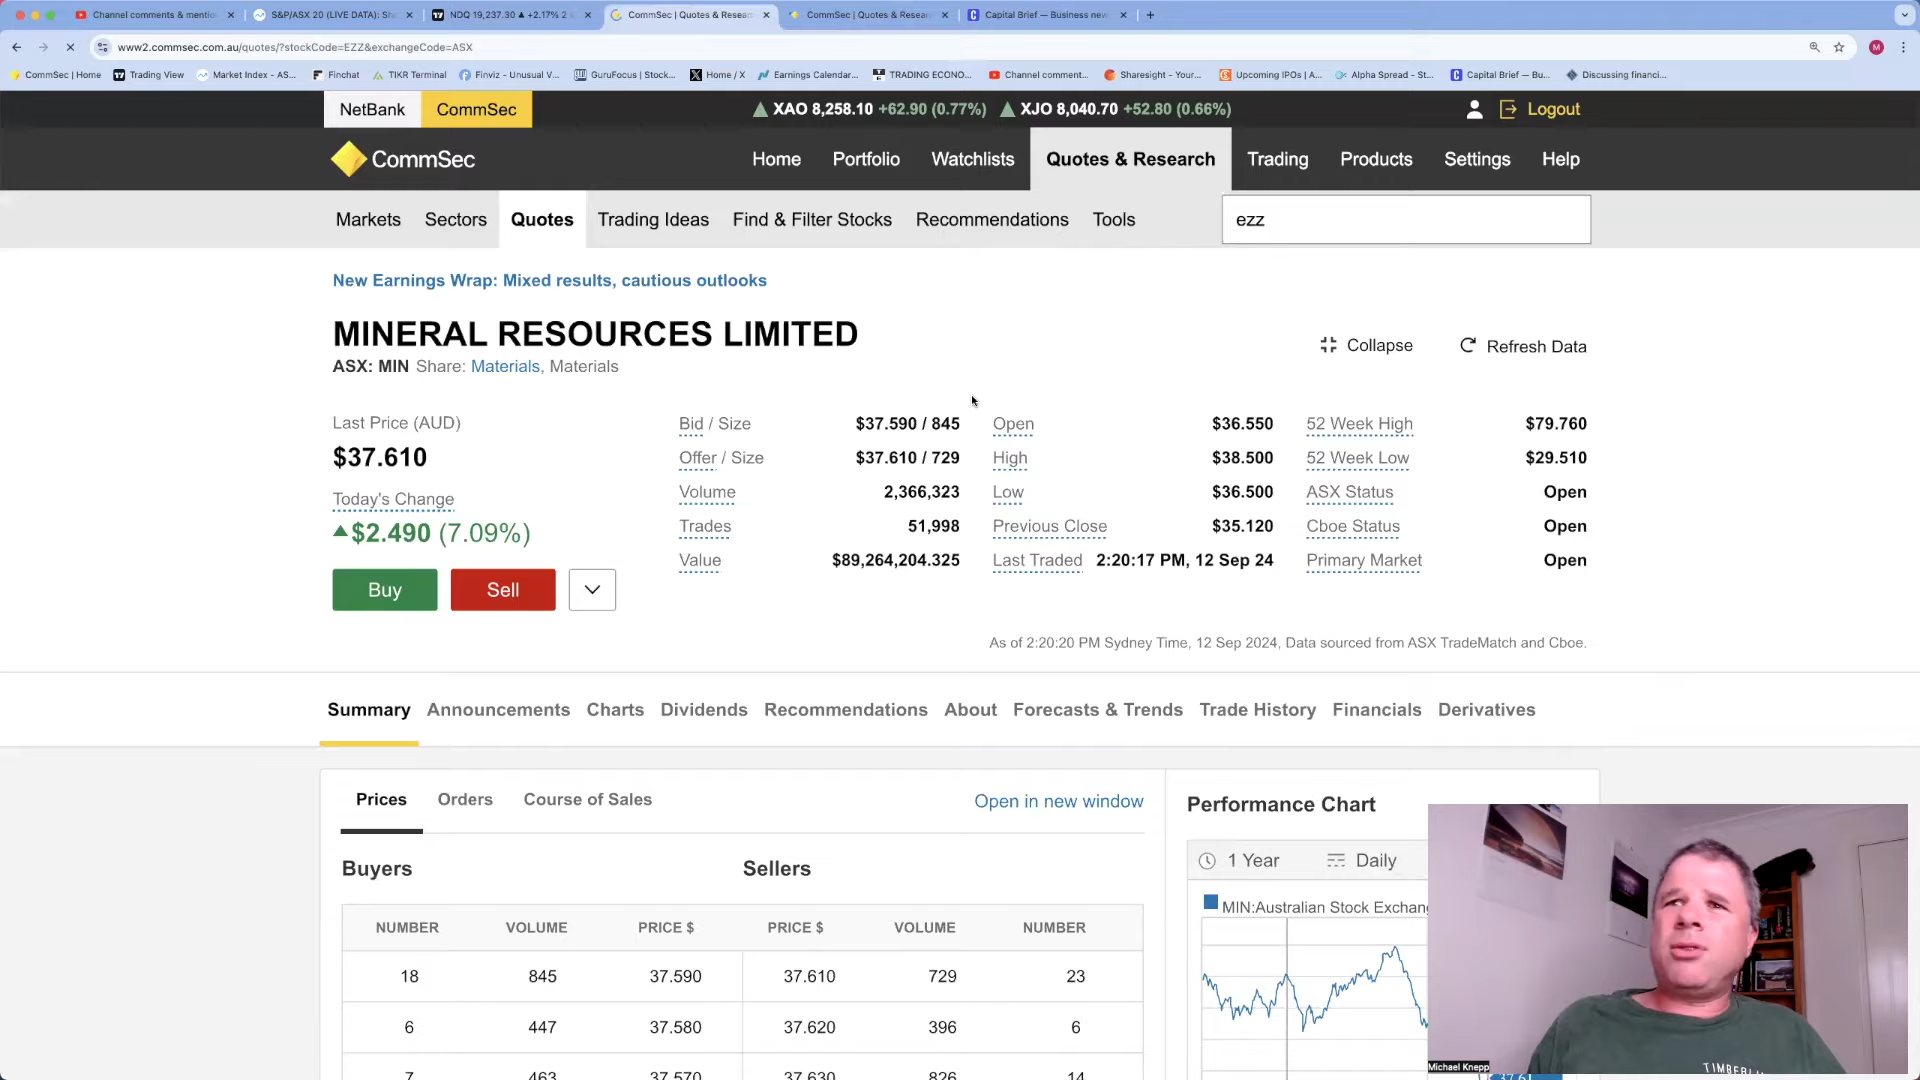 Channel comments & mentio
S&P/ASX 20 (LIVE DATA): Sh
NDQ 19,237.30 ▲ +2.17% 2
CommSec | Quotes & Resear
CommSec | Quotes & Resea
Capital Brief — Business new
www2.commsec.com.au/quotes/?stockCode=EZZ&exchangeCode=ASX
M
CommSec | Home
Trading View
Market Index - AS...
Finchat
TIKR Terminal
Finviz - Unusual V...
GuruFocus | Stock...
Home / X
Earnings Calendar...
TRADING ECONO...
Channel comment...
Sharesight - Your...
Upcoming IPOs | A...
Alpha Spread - St...
Capital Brief — Bu...
Discussing financi...
NetBank
CommSec
XAO 8,258.10 +62.90 (0.77%)
XJO 8,040.70 +52.80 (0.66%)
Logout
CommSec
Home
Portfolio
Watchlists
Quotes & Research
Trading
Products
Settings
Help
Markets
Sectors
Quotes
Trading Ideas
Find & Filter Stocks
Recommendations
Tools
ezz
New Earnings Wrap: Mixed results, cautious outlooks
MINERAL RESOURCES LIMITED
ASX: MIN Share: Materials, Materials
Collapse
Refresh Data
Last Price (AUD)
$37.610
Today's Change
$2.490 (7.09%)
Buy
Sell
Bid / Size $37.590 / 845
Offer / Size $37.610 / 729
Volume 2,366,323
Trades 51,998
Value $89,264,204.325
Open $36.550
High $38.500
Low $36.500
Previous Close $35.120
Last Traded 2:20:17 PM, 12 Sep 24
52 Week High $79.760
52 Week Low $29.510
ASX Status Open
Cboe Status Open
Primary Market Open
As of 2:20:20 PM Sydney Time, 12 Sep 2024, Data sourced from ASX TradeMatch and Cboe.
Summary
Announcements
Charts
Dividends
Recommendations
About
Forecasts & Trends
Trade History
Financials
Derivatives
Prices
Orders
Course of Sales
Open in new window
Buyers
Sellers
NUMBER VOLUME PRICE $ PRICE $ VOLUME NUMBER
18 845 37.590 37.610 729 23
6 447 37.580 37.620 396 6
7 463 37.570 37.630 826 14
Performance Chart
1 Year
Daily
MIN:Australian Stock Exchan
Michael Knepp
37.61